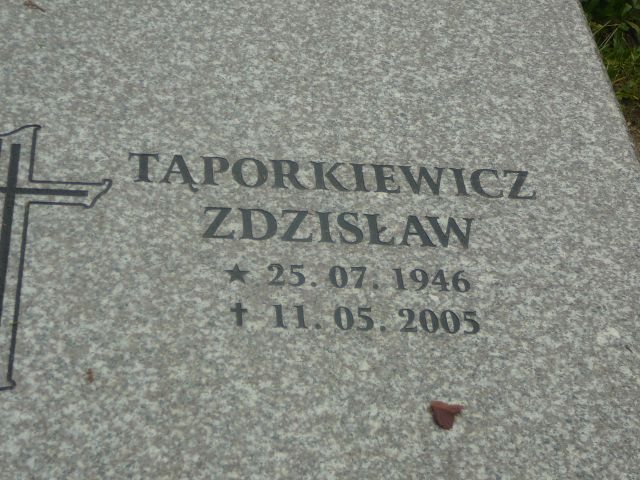 TĄPORKIEWICZ
ZDZISŁAW
★ 25. 07. 1946
✝ 11. 05. 2005